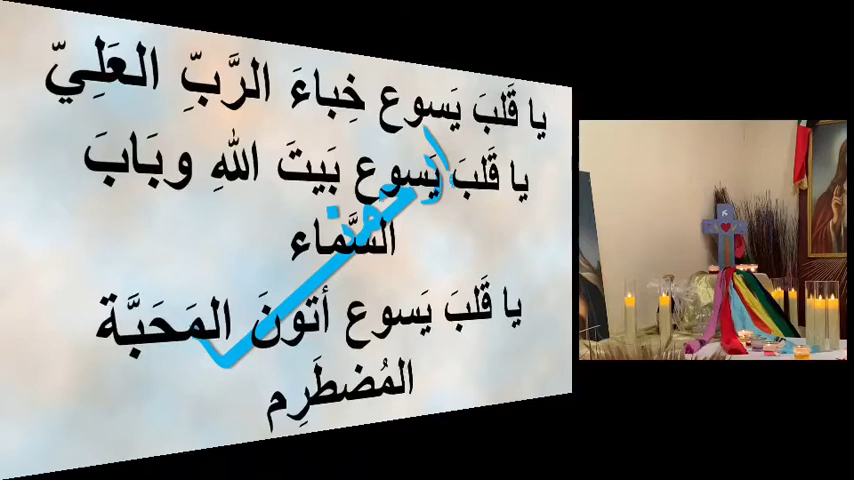 يا قَلبَ يَسوع خِباءَ الرَّبِّ العَلِيّ
يا قَلبَ يَسوع بَيتَ اللهِ وبَابَ
السَّماء
يا قَلبَ يَسوع أتونَ المَحَبَّة
المُضطَرِم